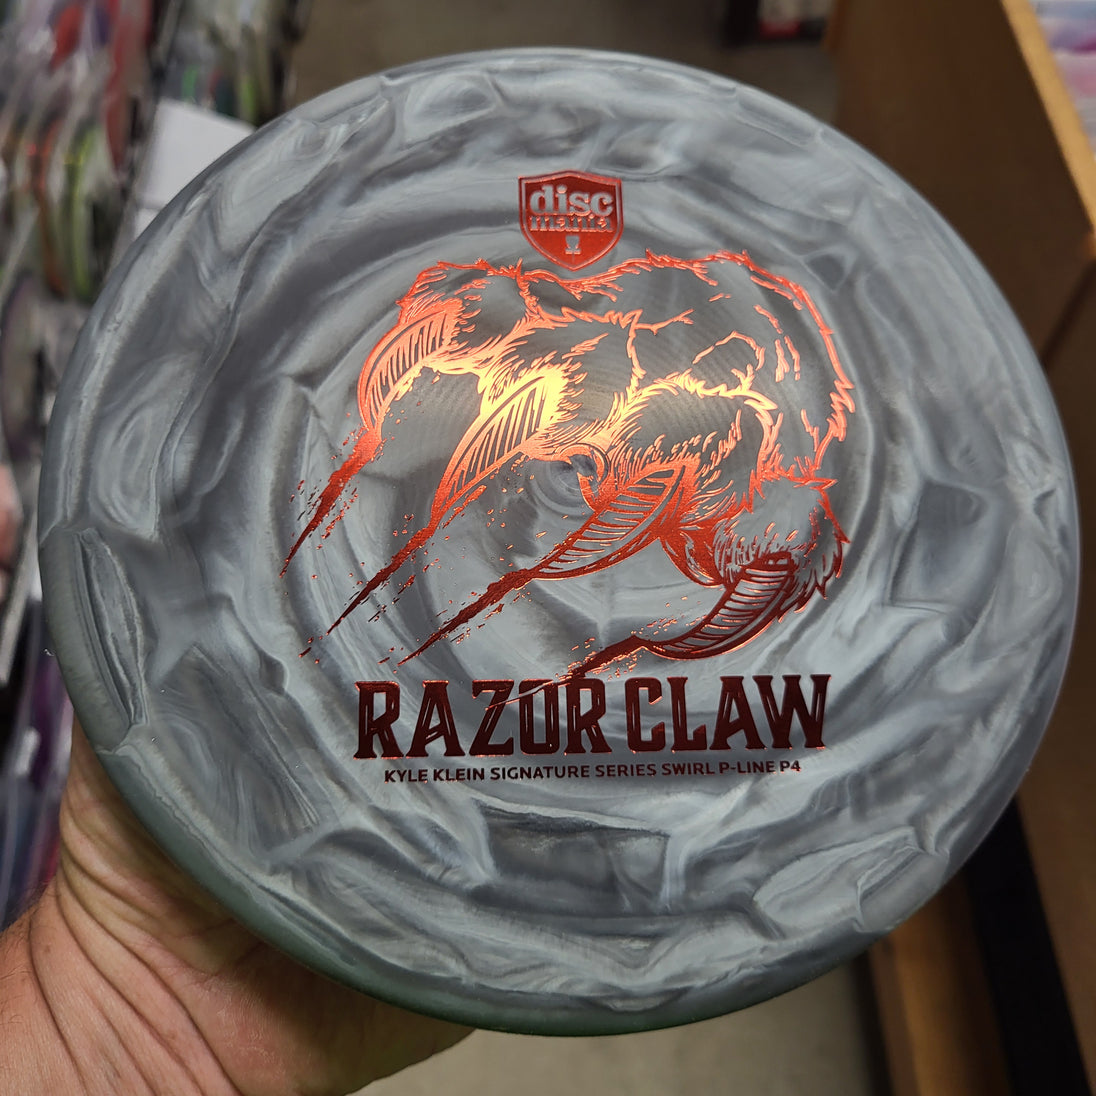 disc
mania
RAZOR CLAW
KYLE KLEIN SIGNATURE SERIES SWIRL P-LINE P4